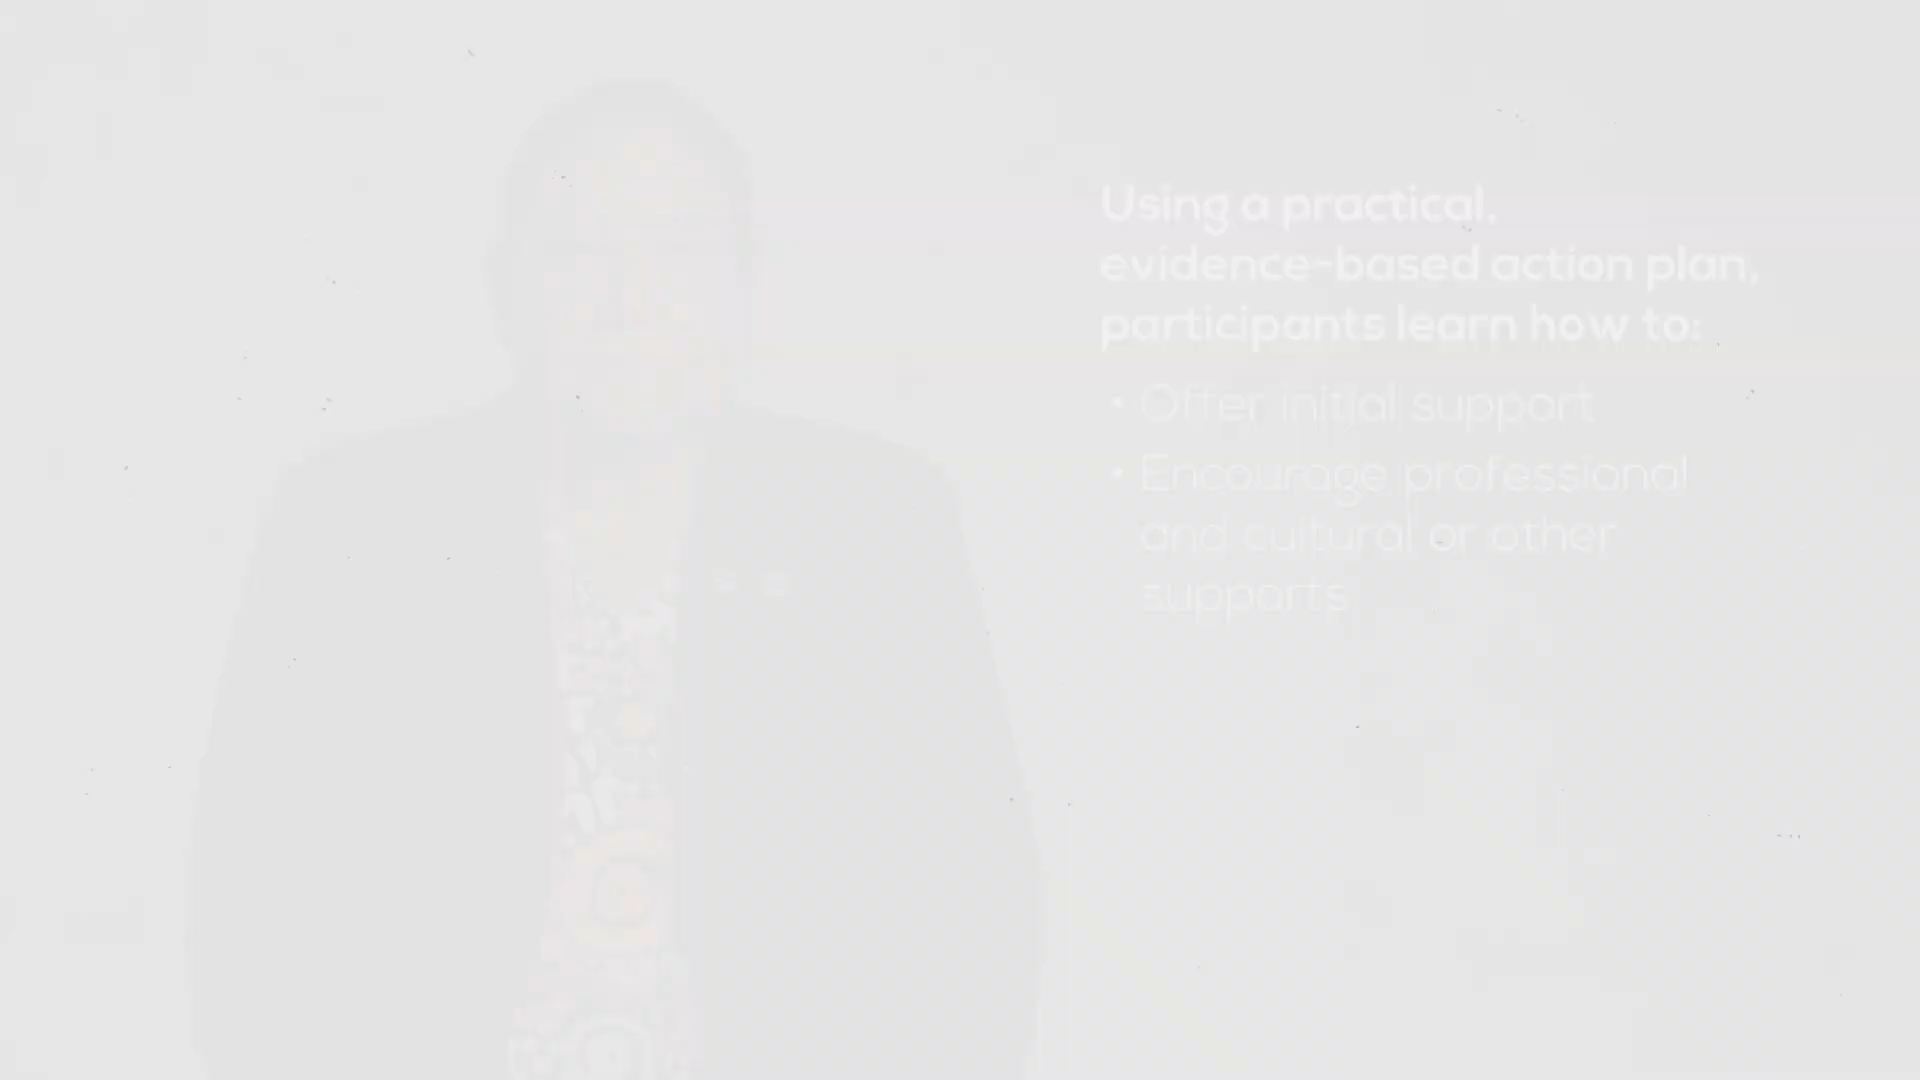 Using a practical,
evidence-based action plan,
participants learn how to:
• Offer initial support
• Encourage professional
and cultural or other
supports